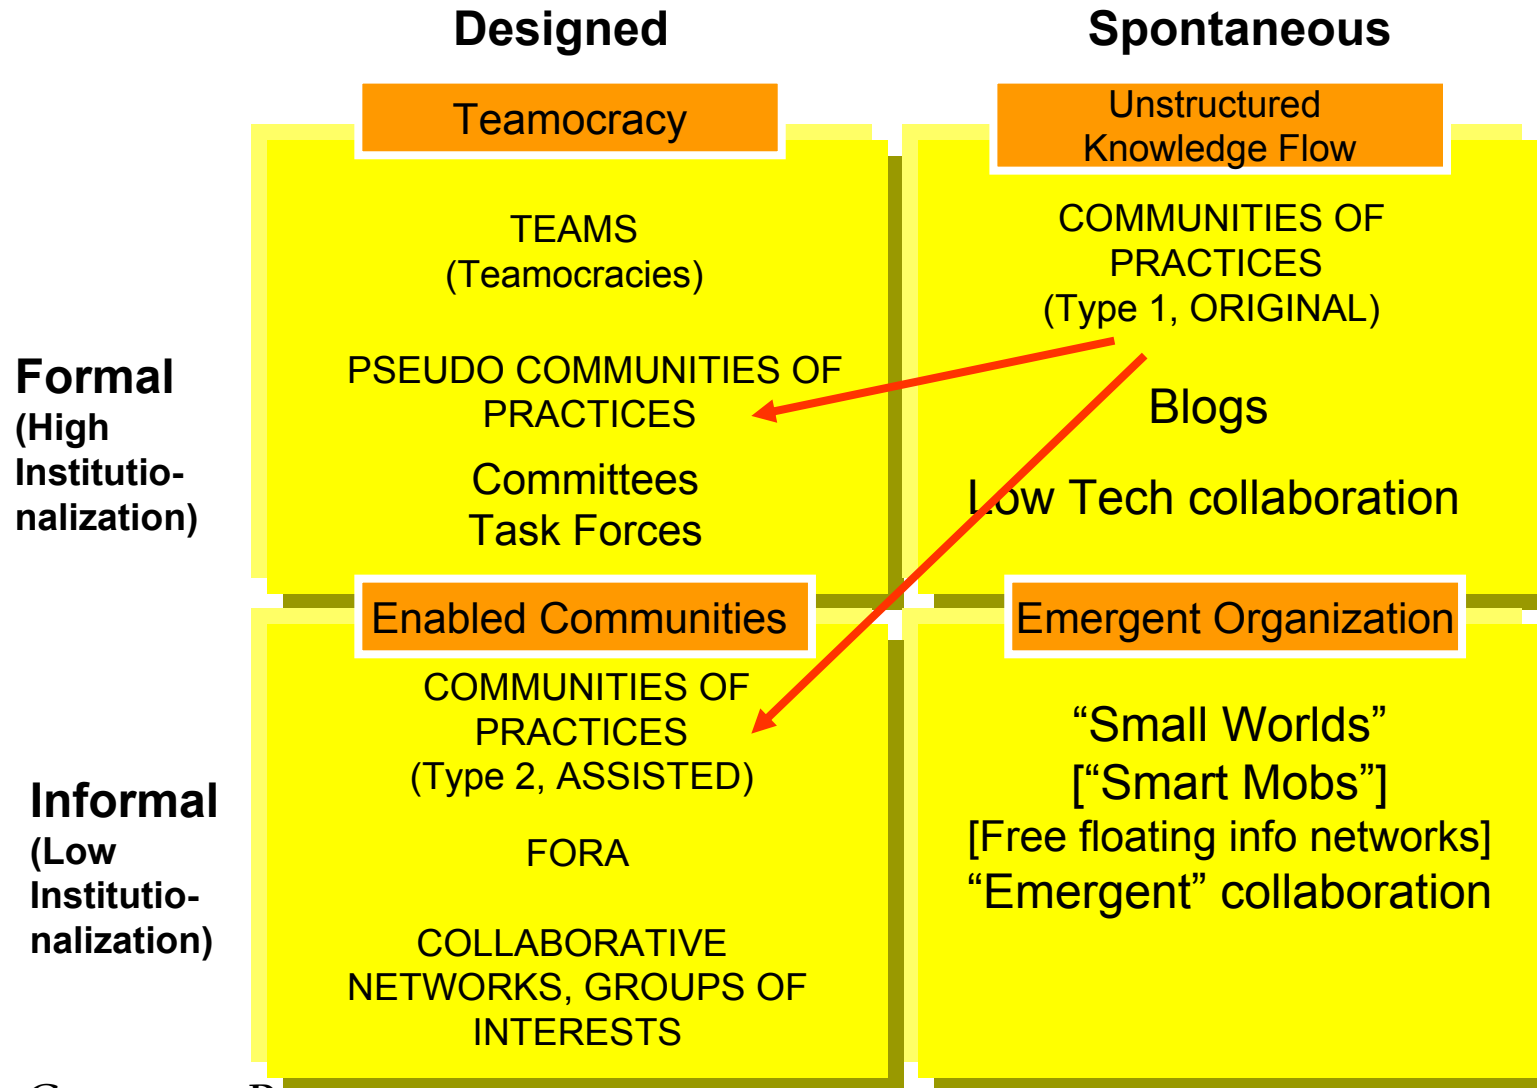 Designed
Spontaneous
Teamocracy
Unstructured
Knowledge Flow
TEAMS
(Teamocracies)
PSEUDO COMMUNITIES OF
PRACTICES
Committees
Task Forces
COMMUNITIES OF
PRACTICES
(Type 1, ORIGINAL)
Blogs
Low Tech collaboration
Formal
(High
Institutio-
nalization)
Enabled Communities
Emergent Organization
COMMUNITIES OF
PRACTICES
(Type 2, ASSISTED)
FORA
COLLABORATIVE
NETWORKS, GROUPS OF
INTERESTS
“Small Worlds”
[“Smart Mobs”]
[Free floating info networks]
“Emergent” collaboration
Informal
(Low
Institutio-
nalization)